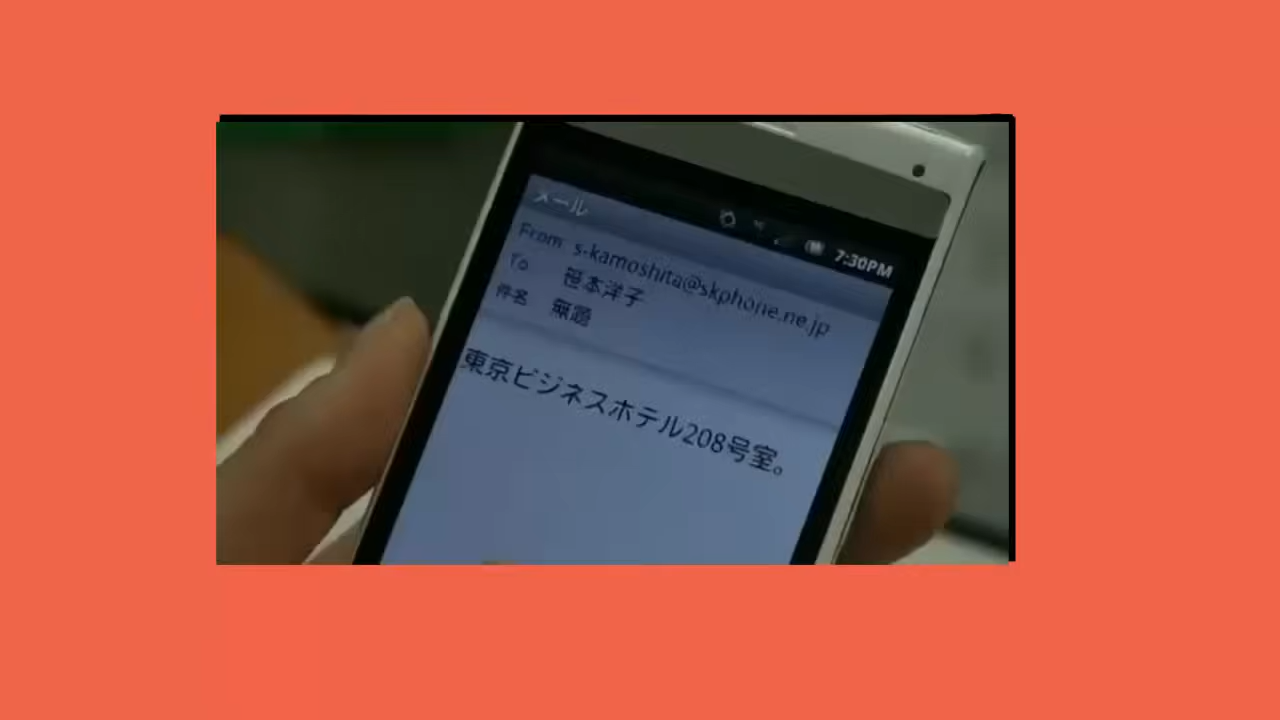 7:30PM
メール
From s-kamoshita@skphone.ne.jp
To 笹本洋子
件名 無題
東京ビジネスホテル208号室。